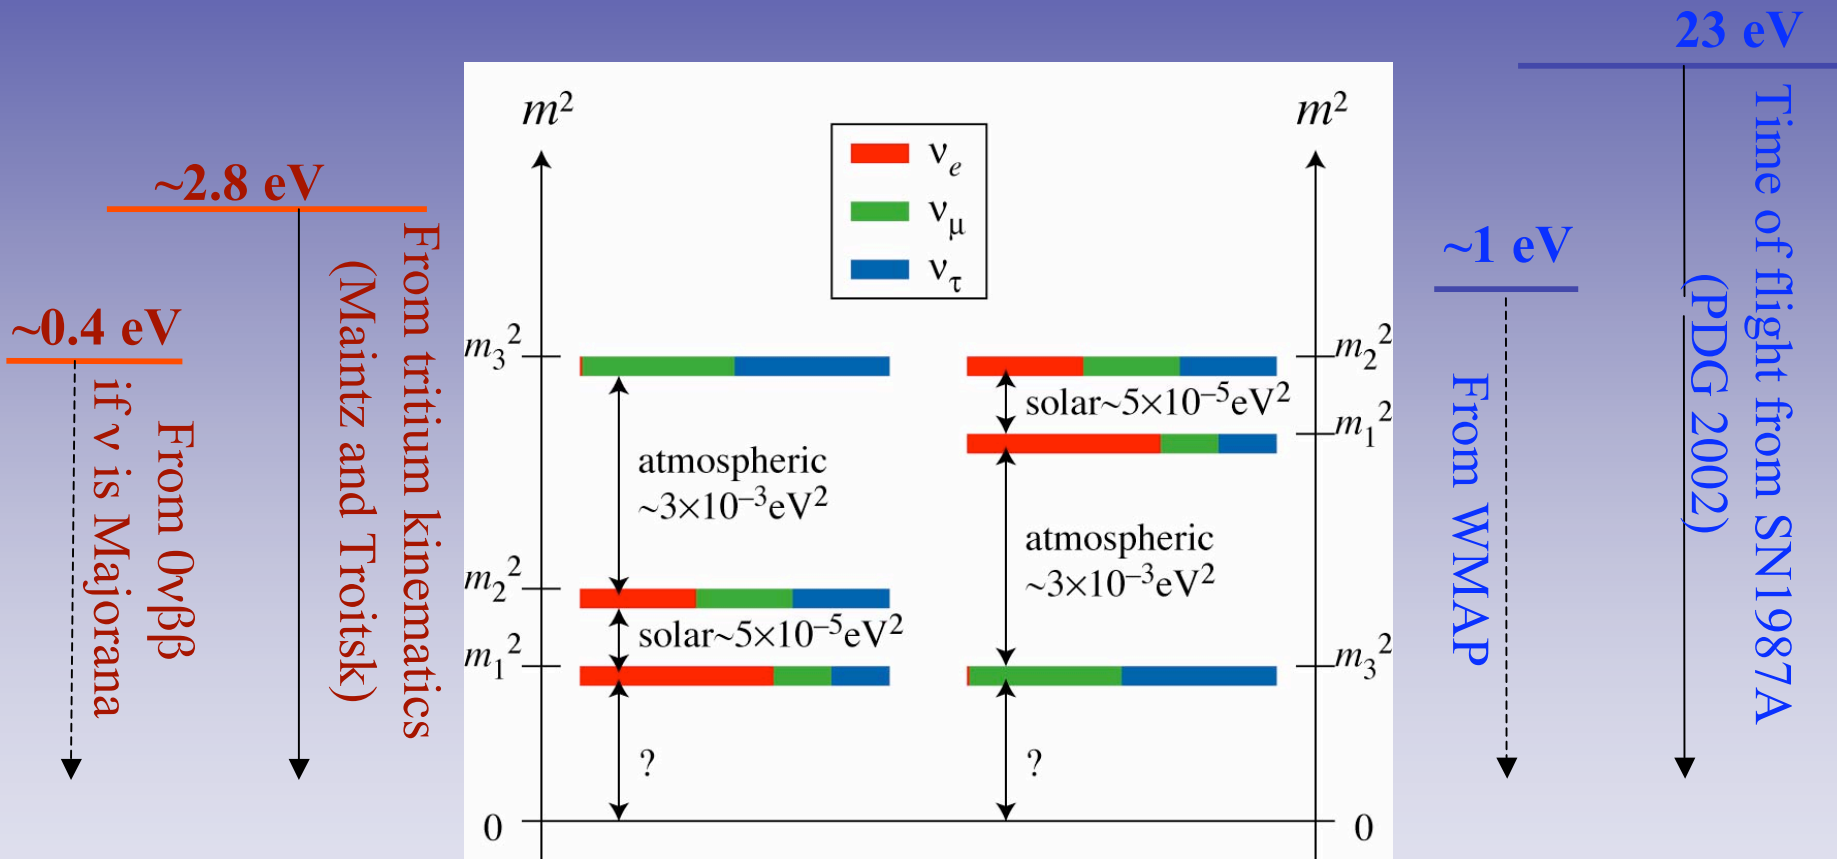 23 eV
Time of flight from SN1987A
(PDG 2002)
~2.8 eV
From tritium kinematics
(Maintz and Troitsk)
~0.4 eV
From 0νββ
if ν is Majorana
~1 eV
From WMAP
m²
m²
νₑ
ν_μ
ν_τ
m₃²
m₂²
solar~5×10⁻⁵eV²
m₁²
atmospheric
~3×10⁻³eV²
atmospheric
~3×10⁻³eV²
m₂²
solar~5×10⁻⁵eV²
m₁²
m₃²
?
?
0
0